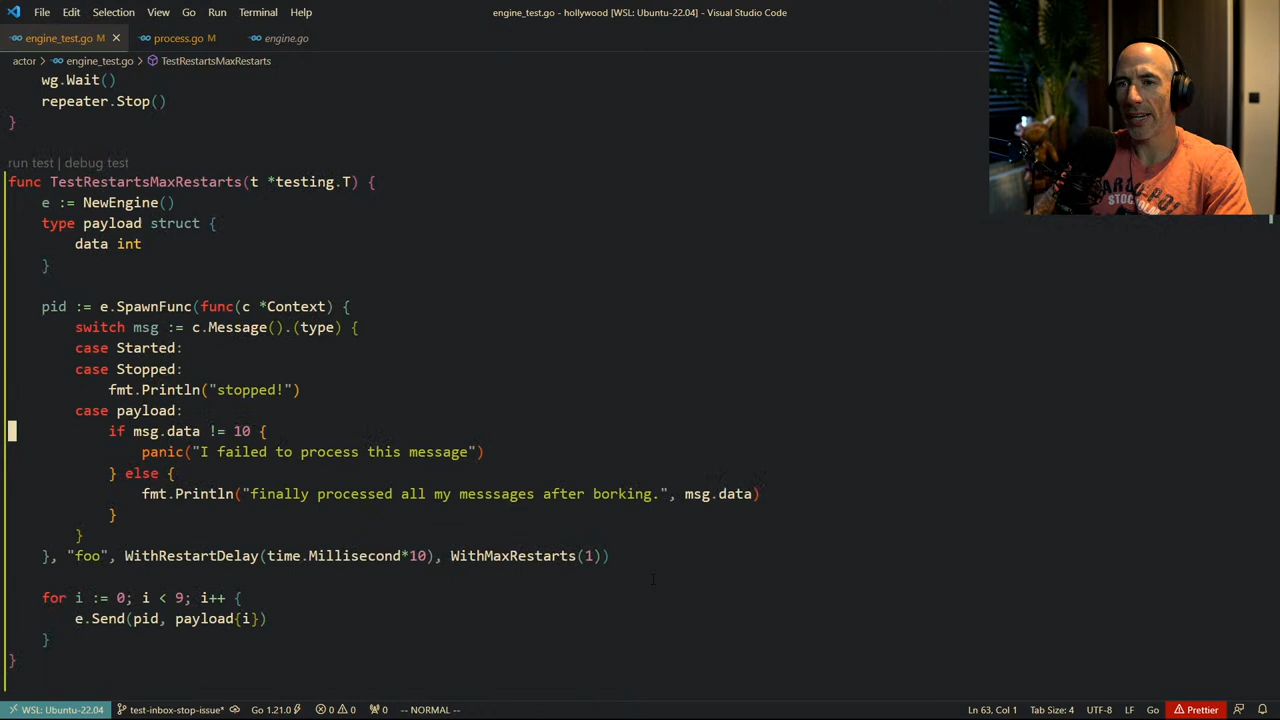 File Edit Selection View Go Run Terminal Help
engine_test.go - hollywood [WSL: Ubuntu-22.04] - Visual Studio Code
engine_test.go M process.go M engine.go
actor > engine_test.go > TestRestartsMaxRestarts
wg.Wait()
repeater.Stop()
}
run test | debug test
func TestRestartsMaxRestarts(t *testing.T) {
e := NewEngine()
type payload struct {
data int
}
pid := e.SpawnFunc(func(c *Context) {
switch msg := c.Message().(type) {
case Started:
case Stopped:
fmt.Println("stopped!")
case payload:
if msg.data != 10 {
panic("I failed to process this message")
} else {
fmt.Println("finally processed all my messsages after borking.", msg.data)
}
}
}, "foo", WithRestartDelay(time.Millisecond*10), WithMaxRestarts(1))
for i := 0; i < 9; i++ {
e.Send(pid, payload{i})
}
}
WSL: Ubuntu-22.04 test-inbox-stop-issue* Go 1.21.0 0 0 0 -- NORMAL -- Ln 63, Col 1 Tab Size: 4 UTF-8 LF Go Prettier